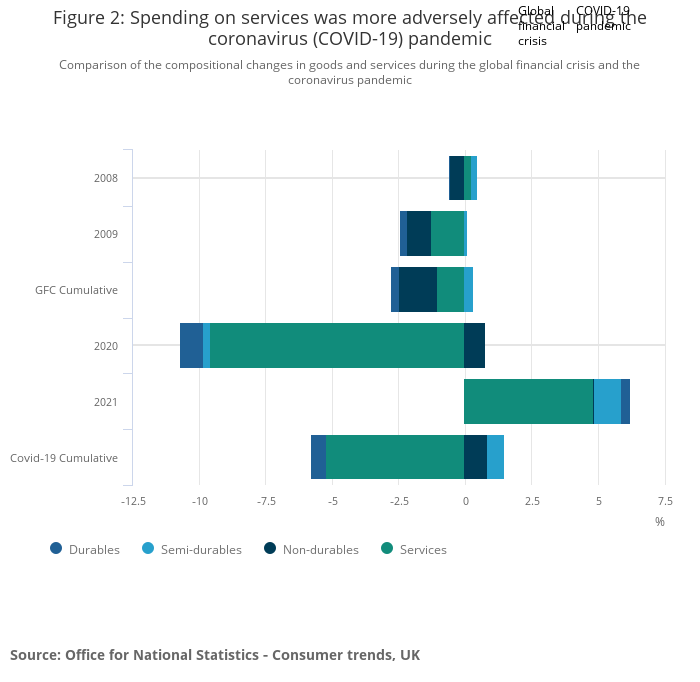 Figure 2: Spending on services was more adversely affected during the
coronavirus (COVID-19) pandemic
Global
financial
crisis
COVID-19
pandemic
Comparison of the compositional changes in goods and services during the global financial crisis and the
coronavirus pandemic
2008
2009
GFC Cumulative
2020
2021
Covid-19 Cumulative
-12.5 -10 -7.5 -5 -2.5 0 2.5 5 7.5
%
Durables Semi-durables Non-durables Services
Source: Office for National Statistics - Consumer trends, UK